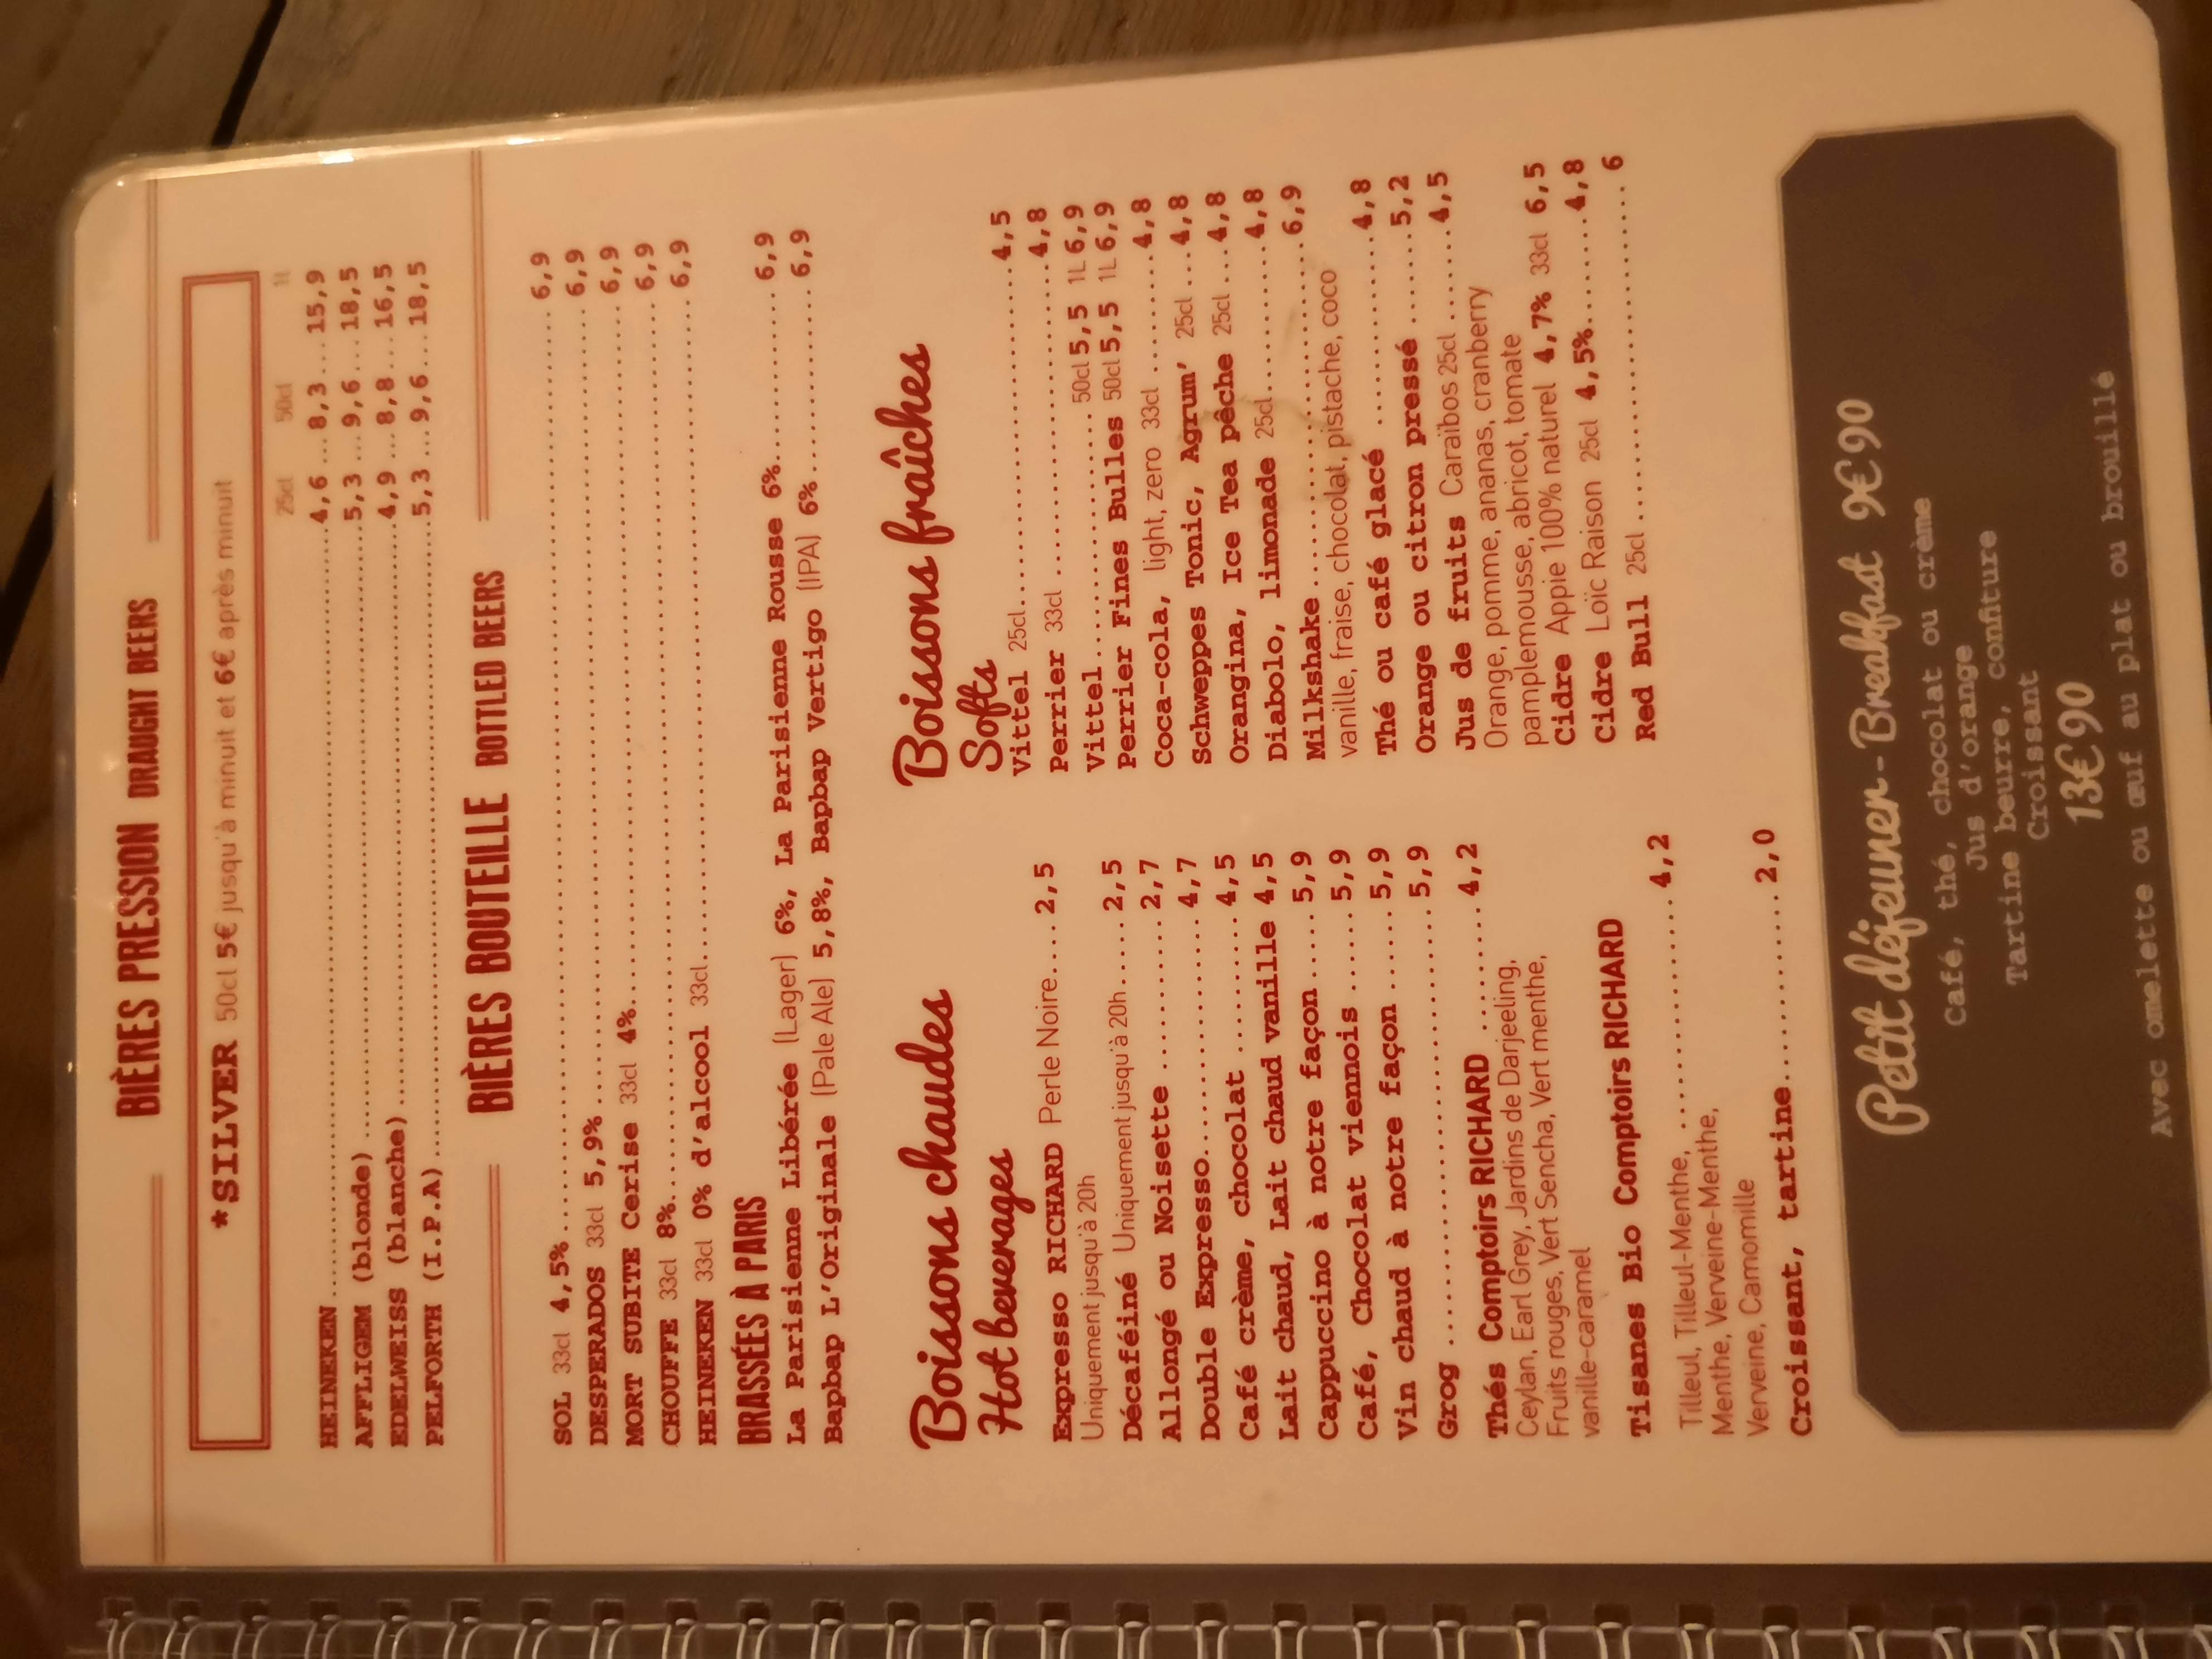 BIÈRES PRESSION DRAUGHT BEERS
*SILVER 50cl 5€ jusqu'à minuit et 6€ après minuit
25cl 50cl 1l
HEINEKEN 4,6 8,3 15,9
AFFLIGEM (blonde) 5,3 9,6 18,5
EDELWEISS (blanche) 4,9 8,8 16,5
PELFORTH (I.P.A) 5,3 9,6 18,5
BIÈRES BOUTEILLE BOTTLED BEERS
SOL 33cl 4,5% 6,9
DESPERADOS 33cl 5,9% 6,9
MORT SUBITE Cerise 33cl 4% 6,9
CHOUFFE 33cl 8% 6,9
HEINEKEN 33cl 0% d'alcool 33cl 6,9
BRASSÉES À PARIS
La Parisienne Libérée (Lager) 6%, La Parisienne Rousse 6% 6,9
Bapbap L'Originale (Pale Ale) 5,8%, Bapbap Vertigo (IPA) 6% 6,9
Boissons chaudes
Hot beverages
Expresso RICHARD Perle Noire 2,5
Uniquement jusqu'à 20h
Décaféiné Uniquement jusqu'à 20h 2,5
Allongé ou Noisette 2,7
Double Expresso 4,7
Café crème, chocolat 4,5
Lait chaud, Lait chaud vanille 4,5
Cappuccino à notre façon 5,9
Café, Chocolat viennois 5,9
Vin chaud à notre façon 5,9
Grog 5,9
Thés Comptoirs RICHARD 4,2
Ceylan, Earl Grey, Jardins de Darjeeling,
Fruits rouges, Vert Sencha, Vert menthe,
vanille-caramel
Tisanes Bio Comptoirs RICHARD
4,2
Tilleul, Tilleul-Menthe,
Menthe, Verveine-Menthe,
Verveine, Camomille
Croissant, tartine 2,0
Boissons fraîches
Softs
Vittel 25cl 4,5
Perrier 33cl 4,8
Vittel 50cl 5,5 1L 6,9
Perrier Fines Bulles 50cl 5,5 1L 6,9
Coca-cola, light, zero 33cl 4,8
Schweppes Tonic, Agrum' 25cl 4,8
Orangina, Ice Tea pêche 25cl 4,8
Diabolo, limonade 25cl 4,8
Milkshake 6,9
vanille, fraise, chocolat, pistache, coco
Thé ou café glacé 4,8
Orange ou citron pressé 5,2
Jus de fruits Caraïbos 25cl 4,5
Orange, pomme, ananas, cranberry
pamplemousse, abricot, tomate
Cidre Appie 100% naturel 4,7% 33cl 6,5
Cidre Loïc Raison 25cl 4,5% 4,8
Red Bull 25cl 6
Petit déjeuner - Breakfast 9€90
Café, thé, chocolat ou crème
Jus d'orange
Tartine beurre, confiture
Croissant
13€90
Avec omelette ou œuf au plat ou brouillé